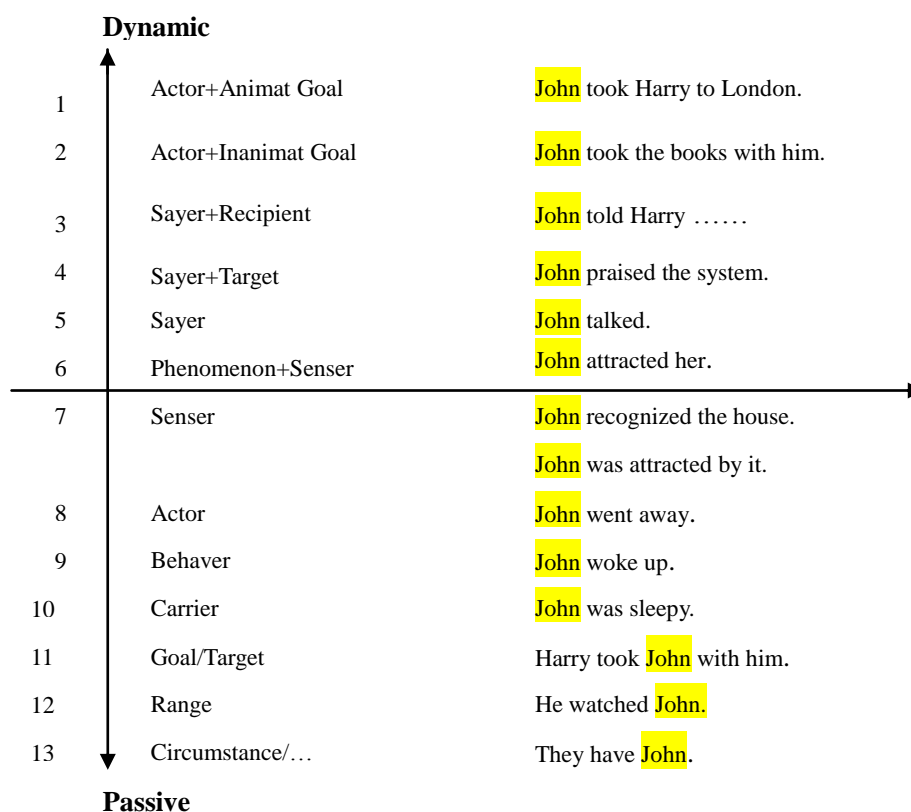 Dynamic
1 Actor+Animat Goal John took Harry to London.
2 Actor+Inanimat Goal John took the books with him.
3 Sayer+Recipient John told Harry ……
4 Sayer+Target John praised the system.
5 Sayer John talked.
6 Phenomenon+Senser John attracted her.
7 Senser John recognized the house.
John was attracted by it.
8 Actor John went away.
9 Behaver John woke up.
10 Carrier John was sleepy.
11 Goal/Target Harry took John with him.
12 Range He watched John.
13 Circumstance/… They have John.
Passive